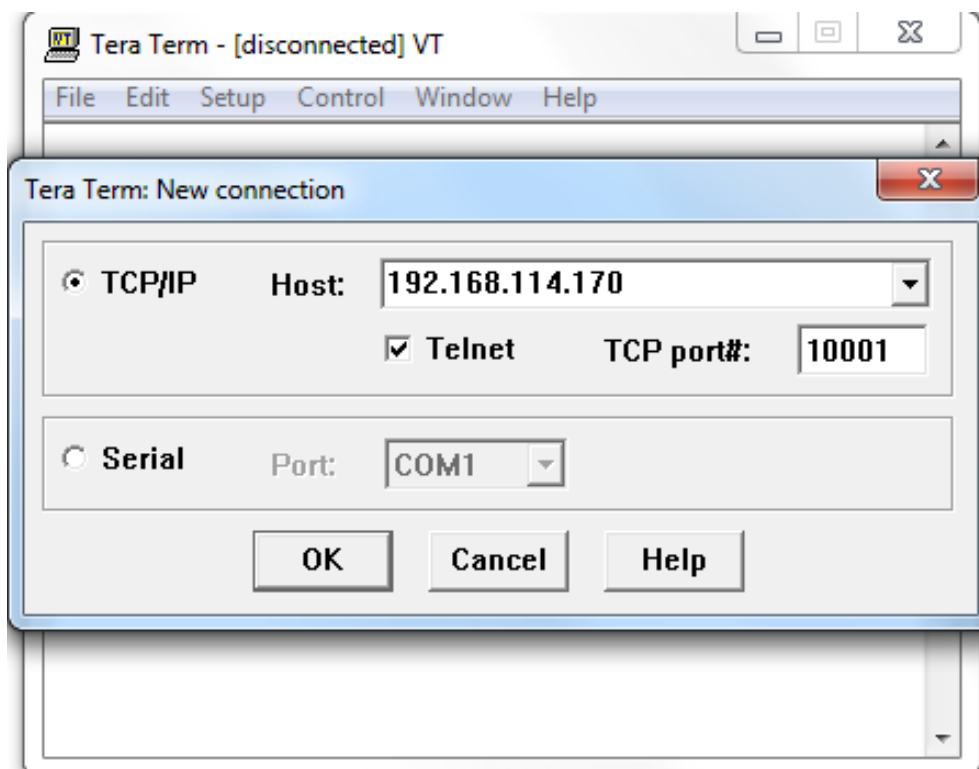 VT
Tera Term - [disconnected] VT
File Edit Setup Control Window Help
Tera Term: New connection
TCP/IP Host: 192.168.114.170
Telnet TCP port#: 10001
Serial Port: COM1
OK Cancel Help